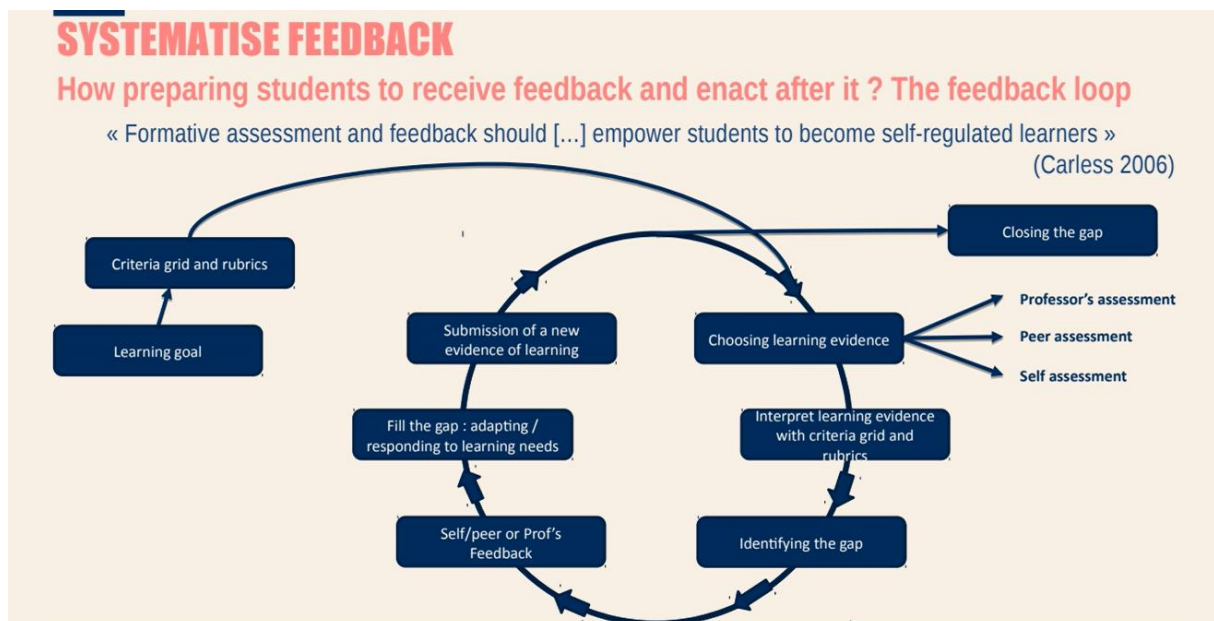 SYSTEMATISE FEEDBACK
How preparing students to receive feedback and enact after it ? The feedback loop
« Formative assessment and feedback should [...] empower students to become self-regulated learners »
(Carless 2006)
Closing the gap
Criteria grid and rubrics
Learning goal
Submission of a new
evidence of learning
Choosing learning evidence
Professor's assessment
Peer assessment
Self assessment
Fill the gap : adapting /
responding to learning needs
Interpret learning evidence
with criteria grid and
rubrics
Self/peer or Prof's
Feedback
Identifying the gap